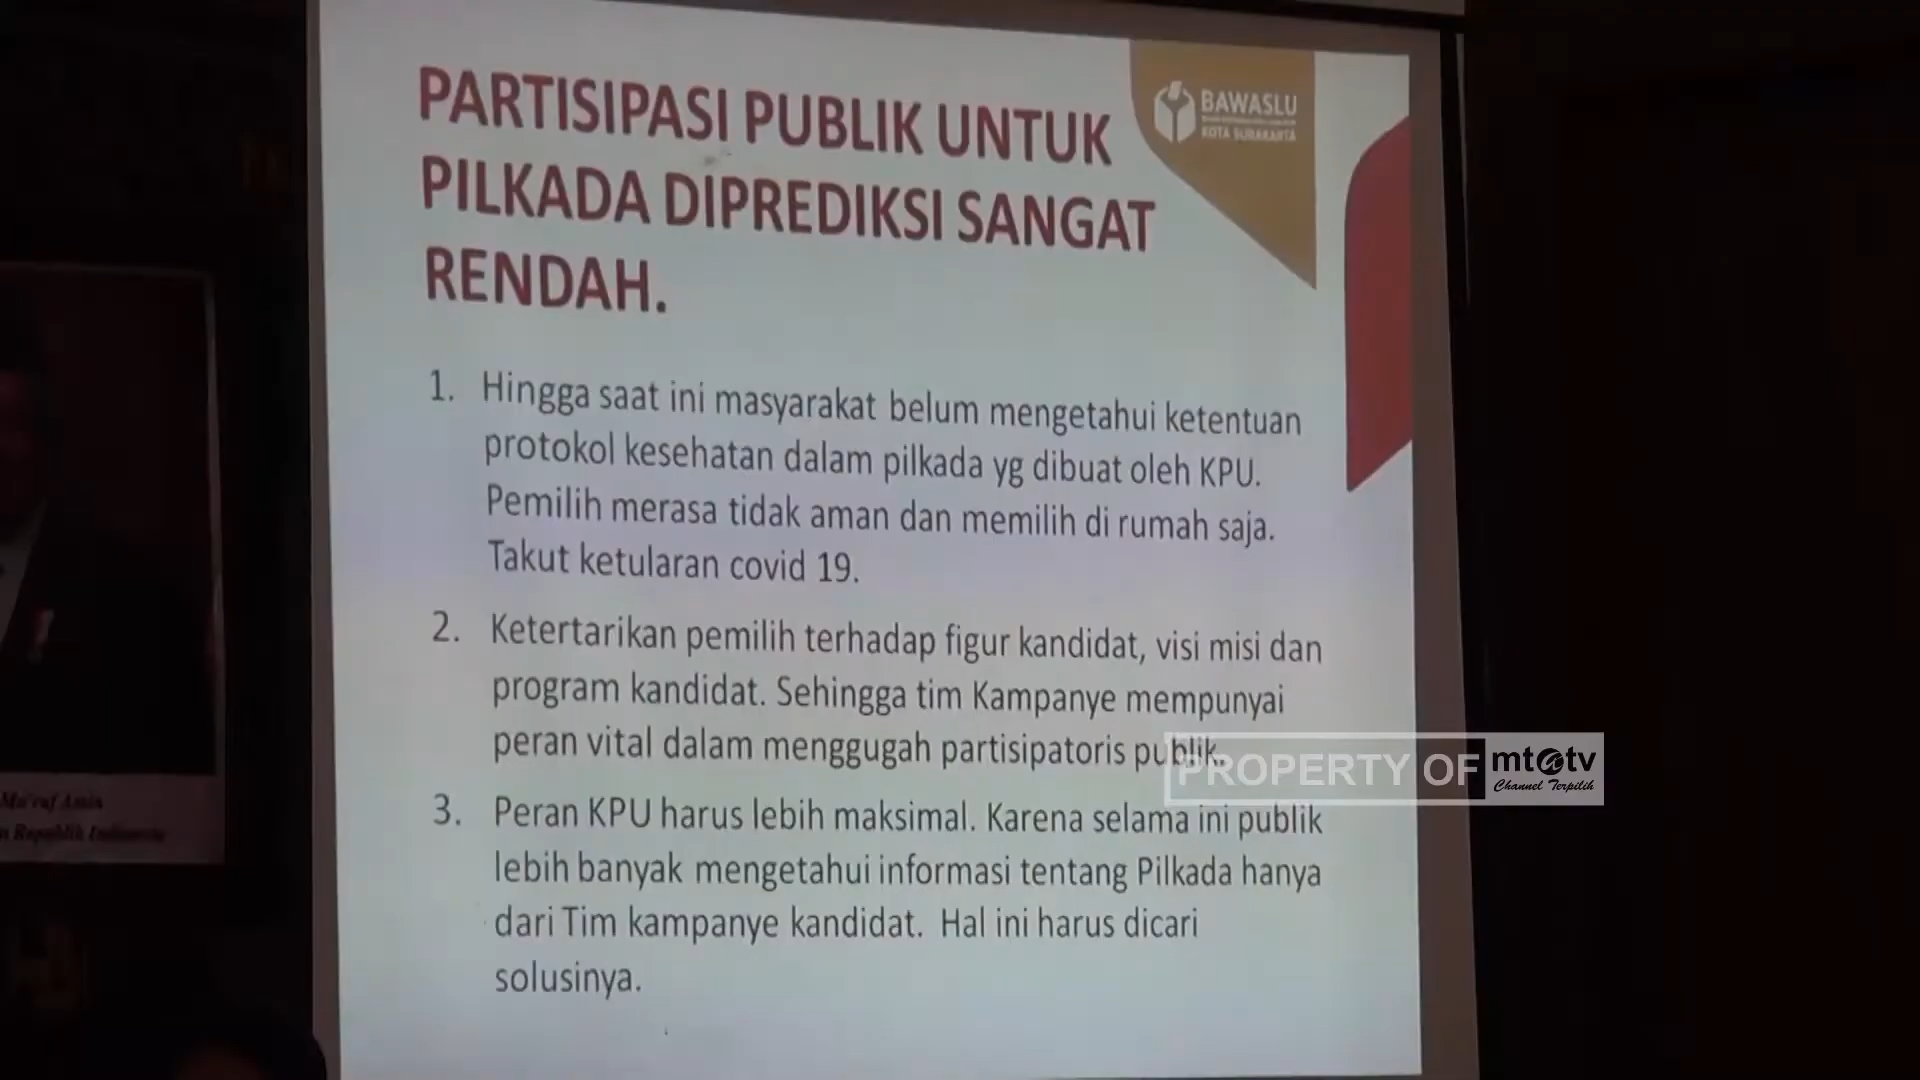 PARTISIPASI PUBLIK UNTUK
PILKADA DIPREDIKSI SANGAT
RENDAH.
BAWASLU
KOTA SURAKARTA
1. Hingga saat ini masyarakat belum mengetahui ketentuan
protokol kesehatan dalam pilkada yg dibuat oleh KPU.
Pemilih merasa tidak aman dan memilih di rumah saja.
Takut ketularan covid 19.
2. Ketertarikan pemilih terhadap figur kandidat, visi misi dan
program kandidat. Sehingga tim Kampanye mempunyai
peran vital dalam menggugah partisipatoris publik.
3. Peran KPU harus lebih maksimal. Karena selama ini publik
lebih banyak mengetahui informasi tentang Pilkada hanya
dari Tim kampanye kandidat. Hal ini harus dicari
solusinya.
PROPERTY OF mt@tv
Channel Terpilih
Ma'ruf Amin
Republik Indonesia